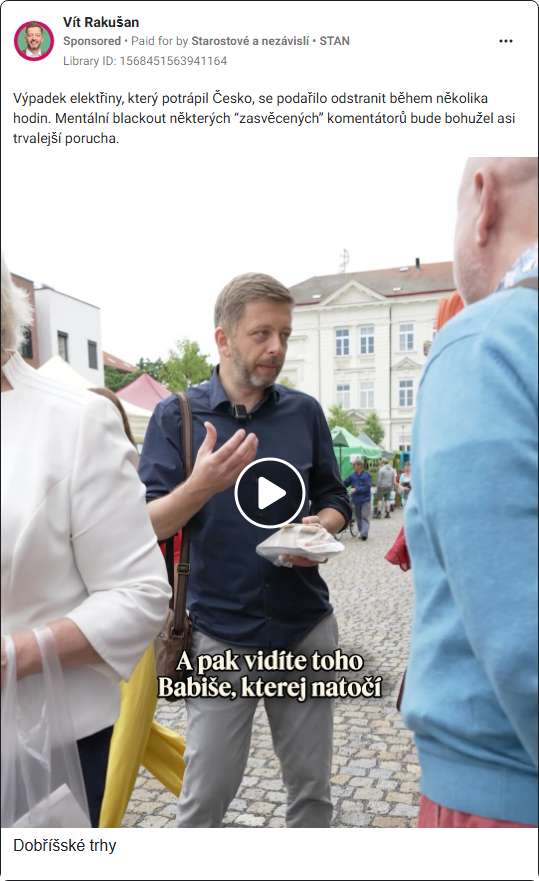 Vít Rakušan
Sponsored • Paid for by Starostové a nezávislí • STAN
Library ID: 1568451563941164
Výpadek elektřiny, který potrápil Česko, se podařilo odstranit během několika
hodin. Mentální blackout některých “zasvěcených” komentátorů bude bohužel asi
trvalejší porucha.
A pak vidíte toho
Babiše, kterej natočí
Dobříšské trhy